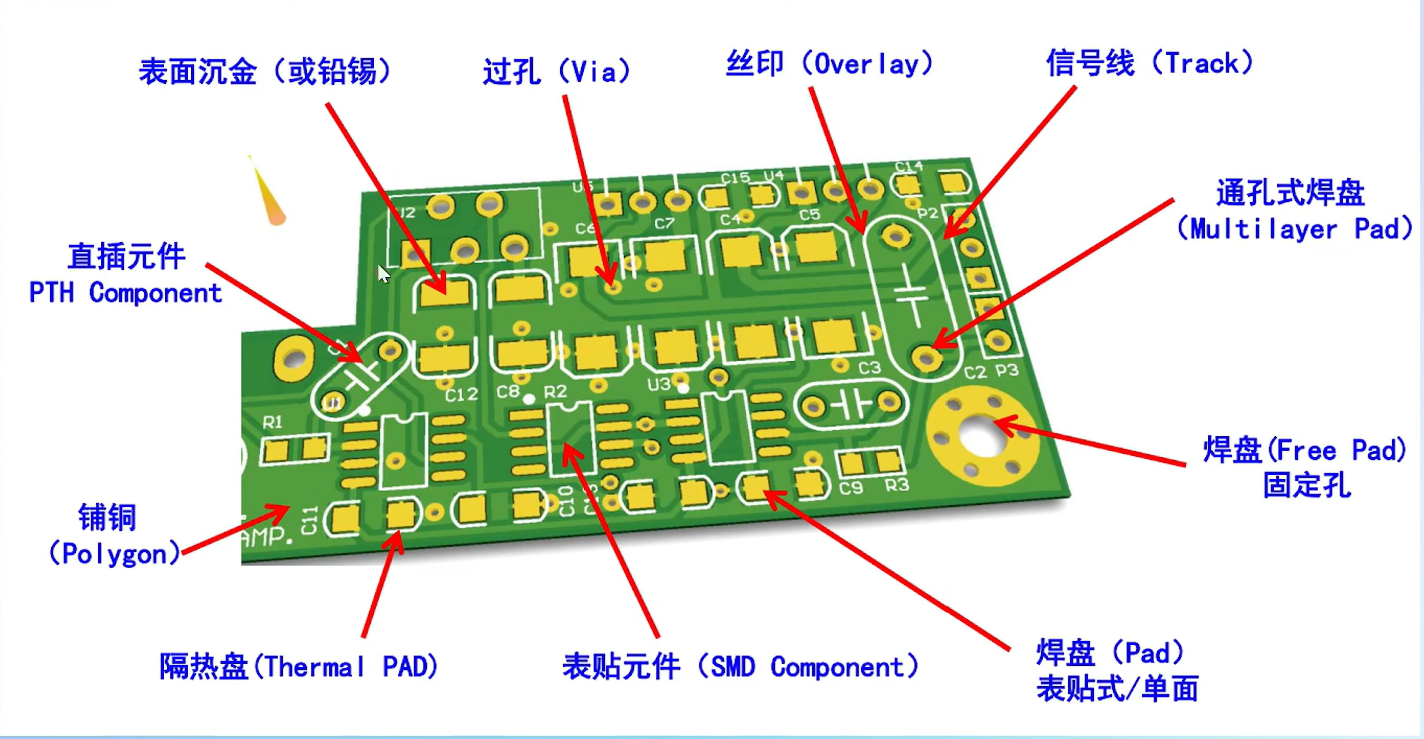 表面沉金（或铅锡）
过孔（Via）
丝印（Overlay）
信号线（Track）
通孔式焊盘
（Multilayer Pad）
直插元件
PTH Component
焊盘(Free Pad)
固定孔
铺铜
（Polygon）
隔热盘(Thermal PAD)
表贴元件（SMD Component）
焊盘（Pad）
表贴式/单面
C15
U4
C14
C6
C7
C4
C5
P2
C12
C8
R2
U3
C3
C2
P3
R1
C9
R3
C11
C10
AMP.